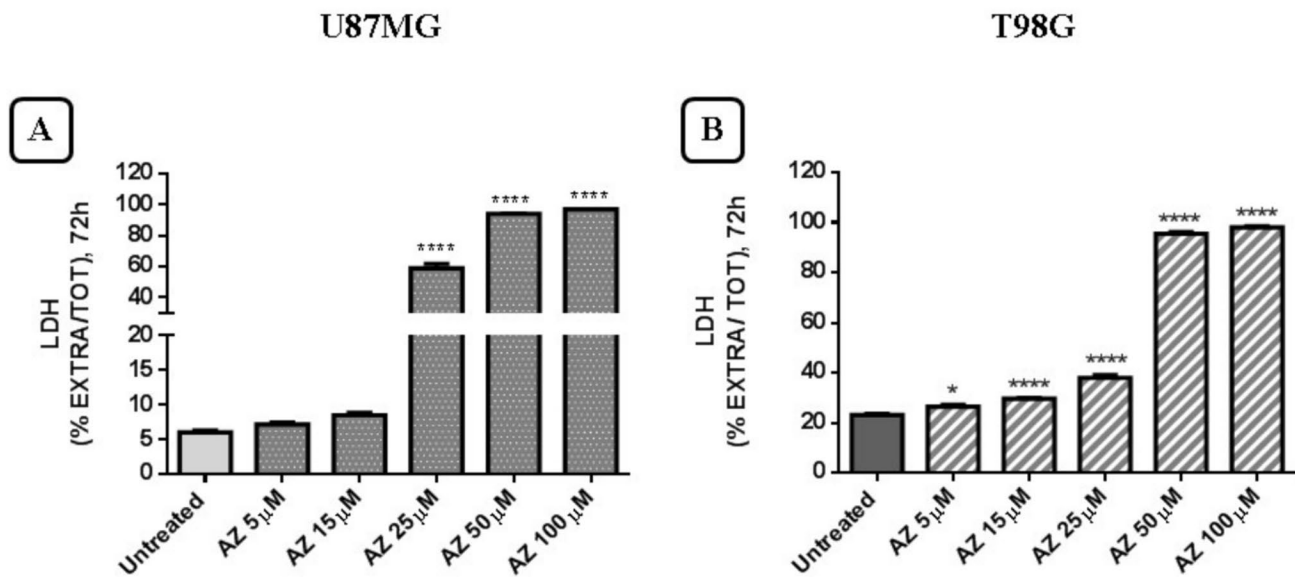 U87MG
T98G
A
B
LDH
(% EXTRA/TOT), 72h
120
100
80
60
40
20
15
10
5
0
****
****
****
Untreated
AZ 5μM
AZ 15μM
AZ 25μM
AZ 50μM
AZ 100μM
LDH
(% EXTRA/ TOT), 72h
120
100
80
60
40
20
0
*
****
****
****
****
Untreated
AZ 5μM
AZ 15μM
AZ 25μM
AZ 50μM
AZ 100μM